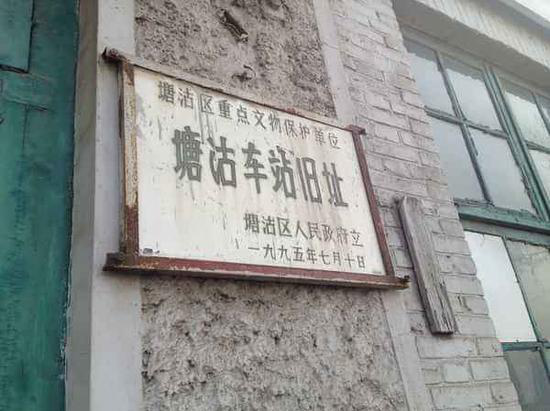 塘沽区重点文物保护单位
塘沽车站旧址
塘沽区人民政府立
一九九五年七月十日